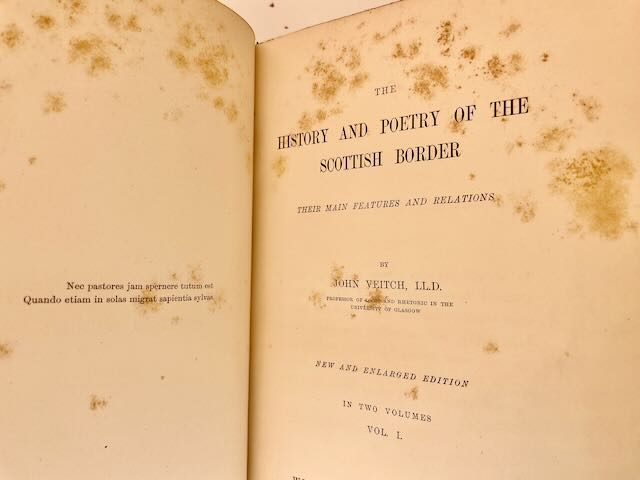 Nec pastores jam spernere tutum est
Quando etiam in solas migrat sapientia sylvas
THE
HISTORY AND POETRY OF THE
SCOTTISH BORDER
THEIR MAIN FEATURES AND RELATIONS
BY
JOHN VEITCH, LL.D.
PROFESSOR OF LOGIC AND RHETORIC IN THE
UNIVERSITY OF GLASGOW
NEW AND ENLARGED EDITION
IN TWO VOLUMES
VOL. I.